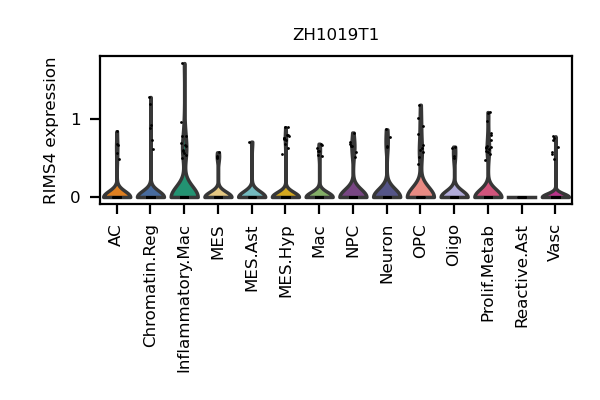 ZH1019T1
RIMS4 expression
1
0
AC
Chromatin.Reg
Inflammatory.Mac
MES
MES.Ast
MES.Hyp
Mac
NPC
Neuron
OPC
Oligo
Prolif.Metab
Reactive.Ast
Vasc